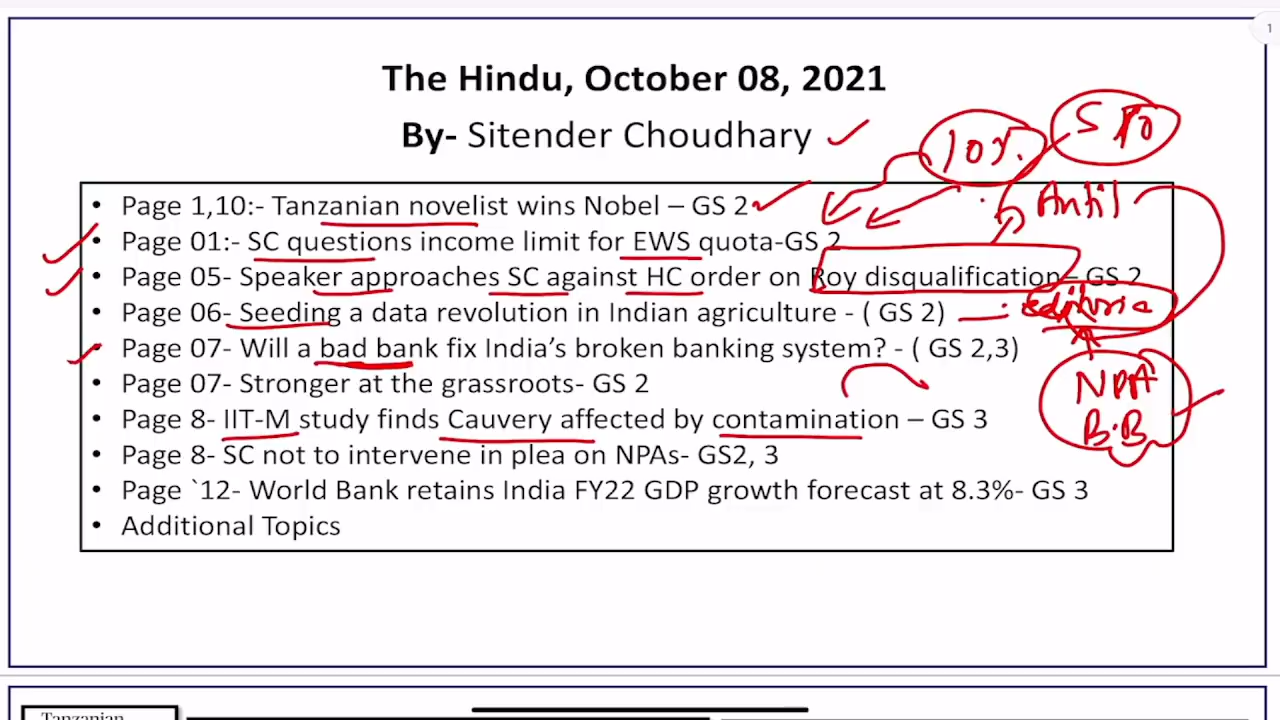 1
The Hindu, October 08, 2021
By- Sitender Choudhary
10%.
• Page 1,10:- Tanzanian novelist wins Nobel – GS 2
Anti
• Page 01:- SC questions income limit for EWS quota-GS 2
• Page 05- Speaker approaches SC against HC order on Roy disqualification – GS 2
• Page 06- Seeding a data revolution in Indian agriculture - ( GS 2)
• Page 07- Will a bad bank fix India’s broken banking system? - ( GS 2,3)
• Page 07- Stronger at the grassroots- GS 2
NPA
• Page 8- IIT-M study finds Cauvery affected by contamination – GS 3
B.B
• Page 8- SC not to intervene in plea on NPAs- GS2, 3
• Page `12- World Bank retains India FY22 GDP growth forecast at 8.3%- GS 3
• Additional Topics
Tanzanian